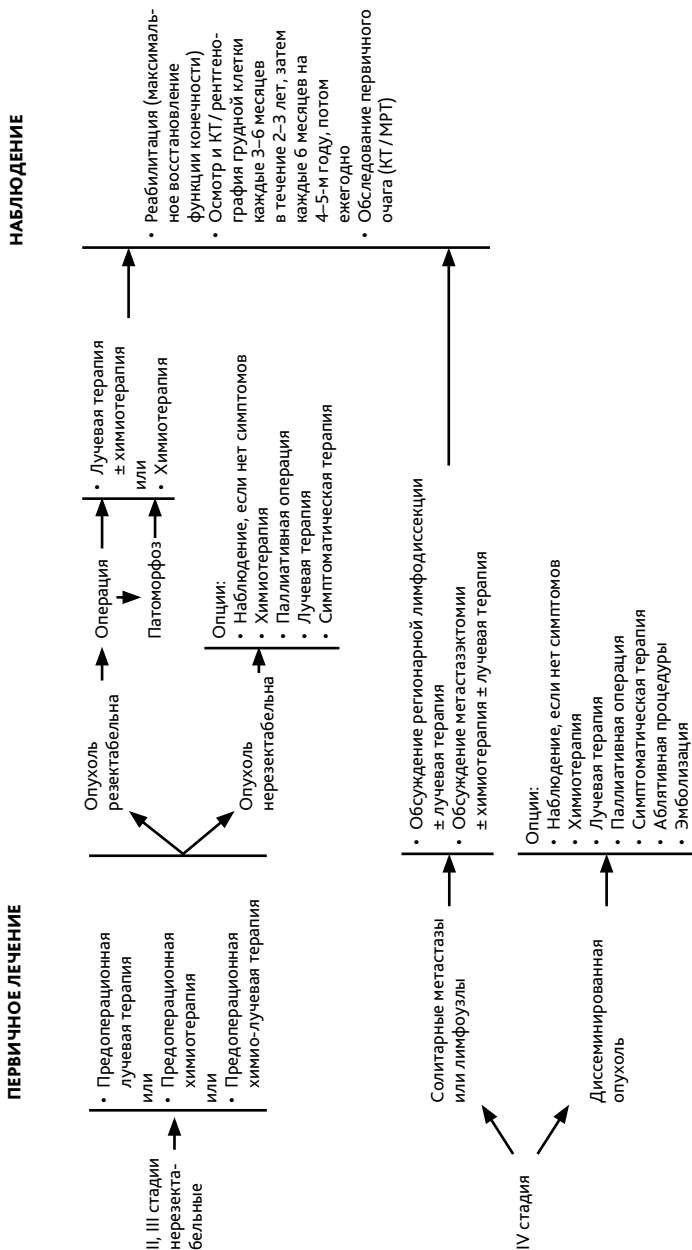 ПЕРВИЧНОЕ ЛЕЧЕНИЕ
НАБЛЮДЕНИЕ
II, III стадии
нерезекта-
бельные
• Предоперационная
лучевая терапия
или
• Предоперационная
химиотерапия
или
• Предоперационная
химио-лучевая терапия
Опухоль
резектабельна
Операция
Патоморфоз
• Лучевая терапия
± химиотерапия
или
• Химиотерапия
Опухоль
нерезектабельна
Опции:
• Наблюдение, если нет симптомов
• Химиотерапия
• Паллиативная операция
• Лучевая терапия
• Симптоматическая терапия
• Реабилитация (максималь-
ное восстановление
функции конечности)
• Осмотр и КТ / рентгено-
графия грудной клетки
каждые 3–6 месяцев
в течение 2–3 лет, затем
каждые 6 месяцев на
4–5-м году, потом
ежегодно
• Обследование первичного
очага (КТ / МРТ)
IV стадия
Солитарные метастазы
или лимфоузлы
• Обсуждение регионарной лимфодиссекции
± лучевая терапия
• Обсуждение метастазэктомии
± химиотерапия ± лучевая терапия
Диссеминированная
опухоль
Опции:
• Наблюдение, если нет симптомов
• Химиотерапия
• Лучевая терапия
• Паллиативная операция
• Симптоматическая терапия
• Аблятивная процедуры
• Эмболизация